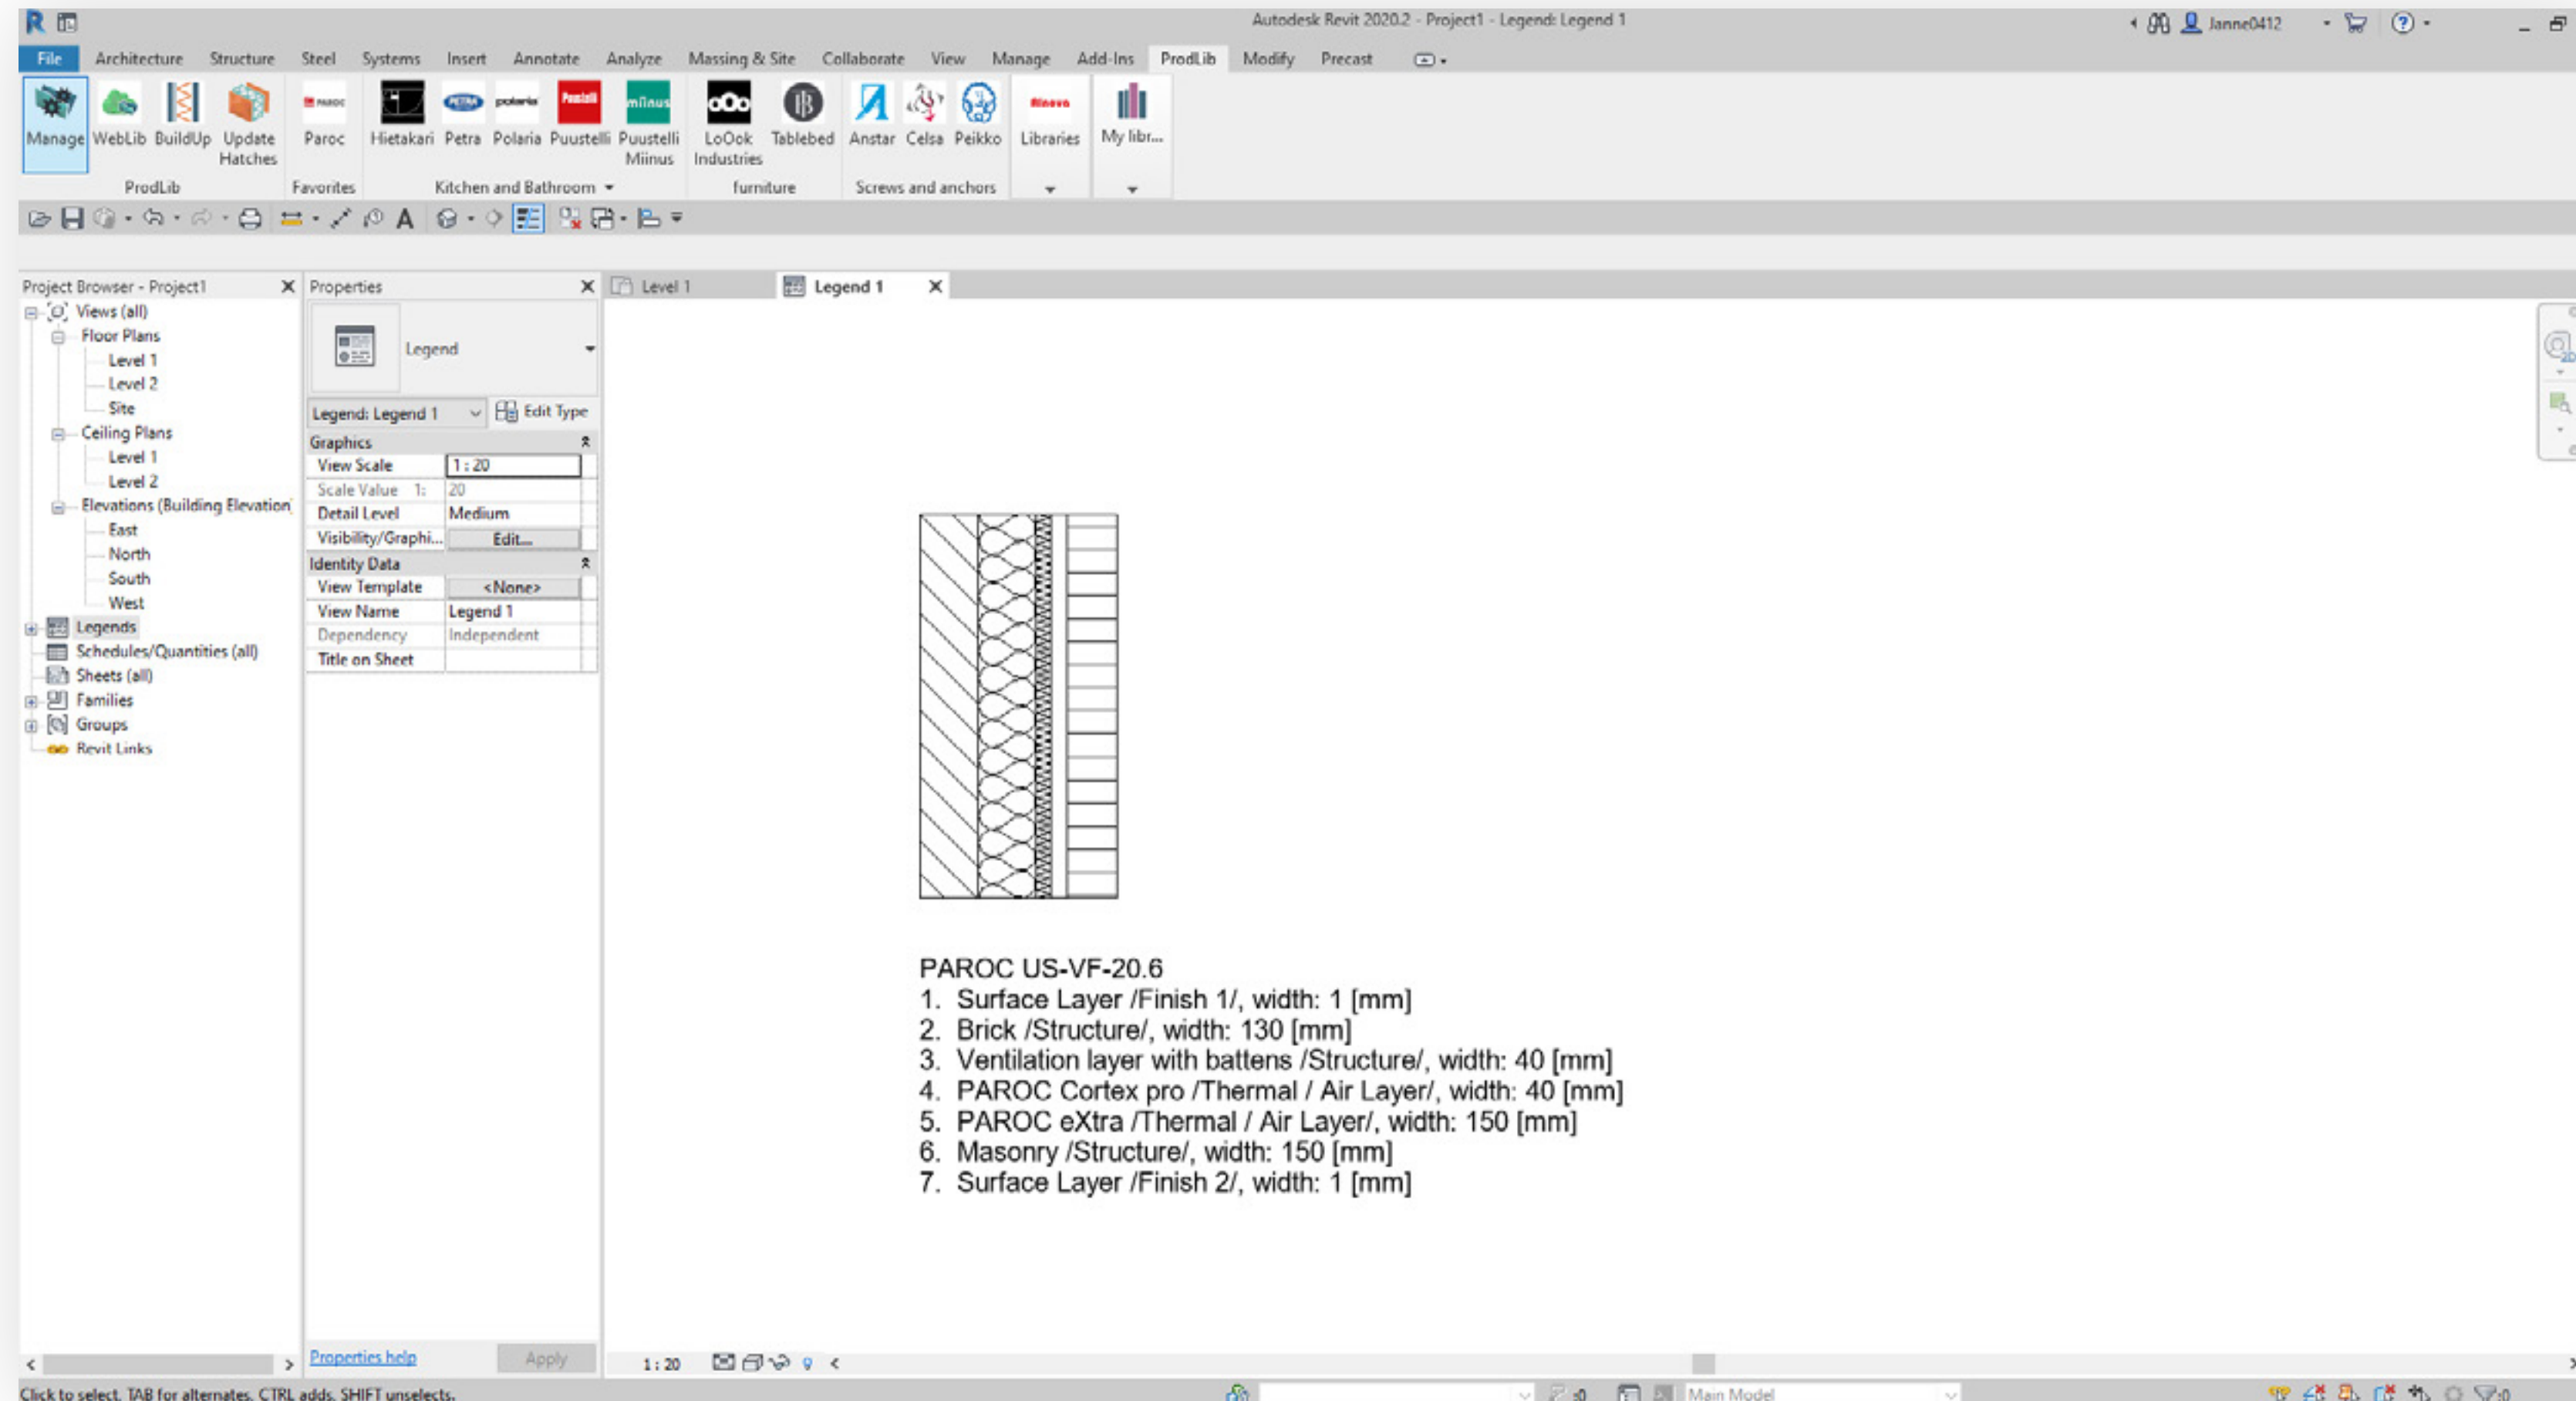 Autodesk Revit 2020.2 - Project1 - Legend: Legend 1
Janne0412
File Architecture Structure Steel Systems Insert Annotate Analyze Massing & Site Collaborate View Manage Add-Ins ProdLib Modify Precast
PAROC PETRA polaria Puustelli miinus oOo Alnova
Manage WebLib BuildUp Update Hatches Paroc Hietakari Petra Polaria Puustelli Puustelli Miinus LoOok Industries Tablebed Anstar Celsa Peikko Libraries My libr...
ProdLib Favorites Kitchen and Bathroom furniture Screws and anchors
Project Browser - Project1
Views (all)
Floor Plans
Level 1
Level 2
Site
Ceiling Plans
Level 1
Level 2
Elevations (Building Elevation
East
North
South
West
Legends
Schedules/Quantities (all)
Sheets (all)
Families
Groups
Revit Links
Properties
Legend
Legend: Legend 1 Edit Type
Graphics
View Scale 1 : 20
Scale Value 1: 20
Detail Level Medium
Visibility/Graphi... Edit...
Identity Data
View Template <None>
View Name Legend 1
Dependency Independent
Title on Sheet
Properties help Apply
Level 1 Legend 1
2D
PAROC US-VF-20.6
1. Surface Layer /Finish 1/, width: 1 [mm]
2. Brick /Structure/, width: 130 [mm]
3. Ventilation layer with battens /Structure/, width: 40 [mm]
4. PAROC Cortex pro /Thermal / Air Layer/, width: 40 [mm]
5. PAROC eXtra /Thermal / Air Layer/, width: 150 [mm]
6. Masonry /Structure/, width: 150 [mm]
7. Surface Layer /Finish 2/, width: 1 [mm]
1 : 20
Click to select, TAB for alternates, CTRL adds, SHIFT unselects.
:0 Main Model :0